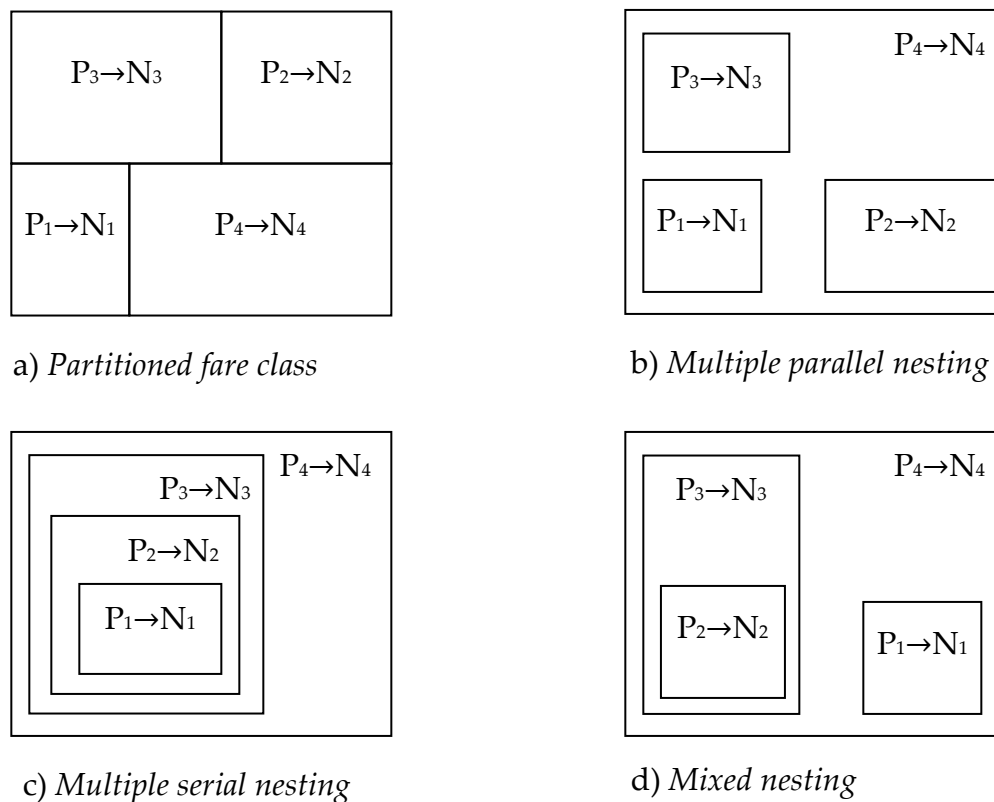 P₃→N₃
P₂→N₂
P₁→N₁
P₄→N₄
a) Partitioned fare class
P₄→N₄
P₃→N₃
P₁→N₁
P₂→N₂
b) Multiple parallel nesting
P₄→N₄
P₃→N₃
P₂→N₂
P₁→N₁
c) Multiple serial nesting
P₄→N₄
P₃→N₃
P₂→N₂
P₁→N₁
d) Mixed nesting